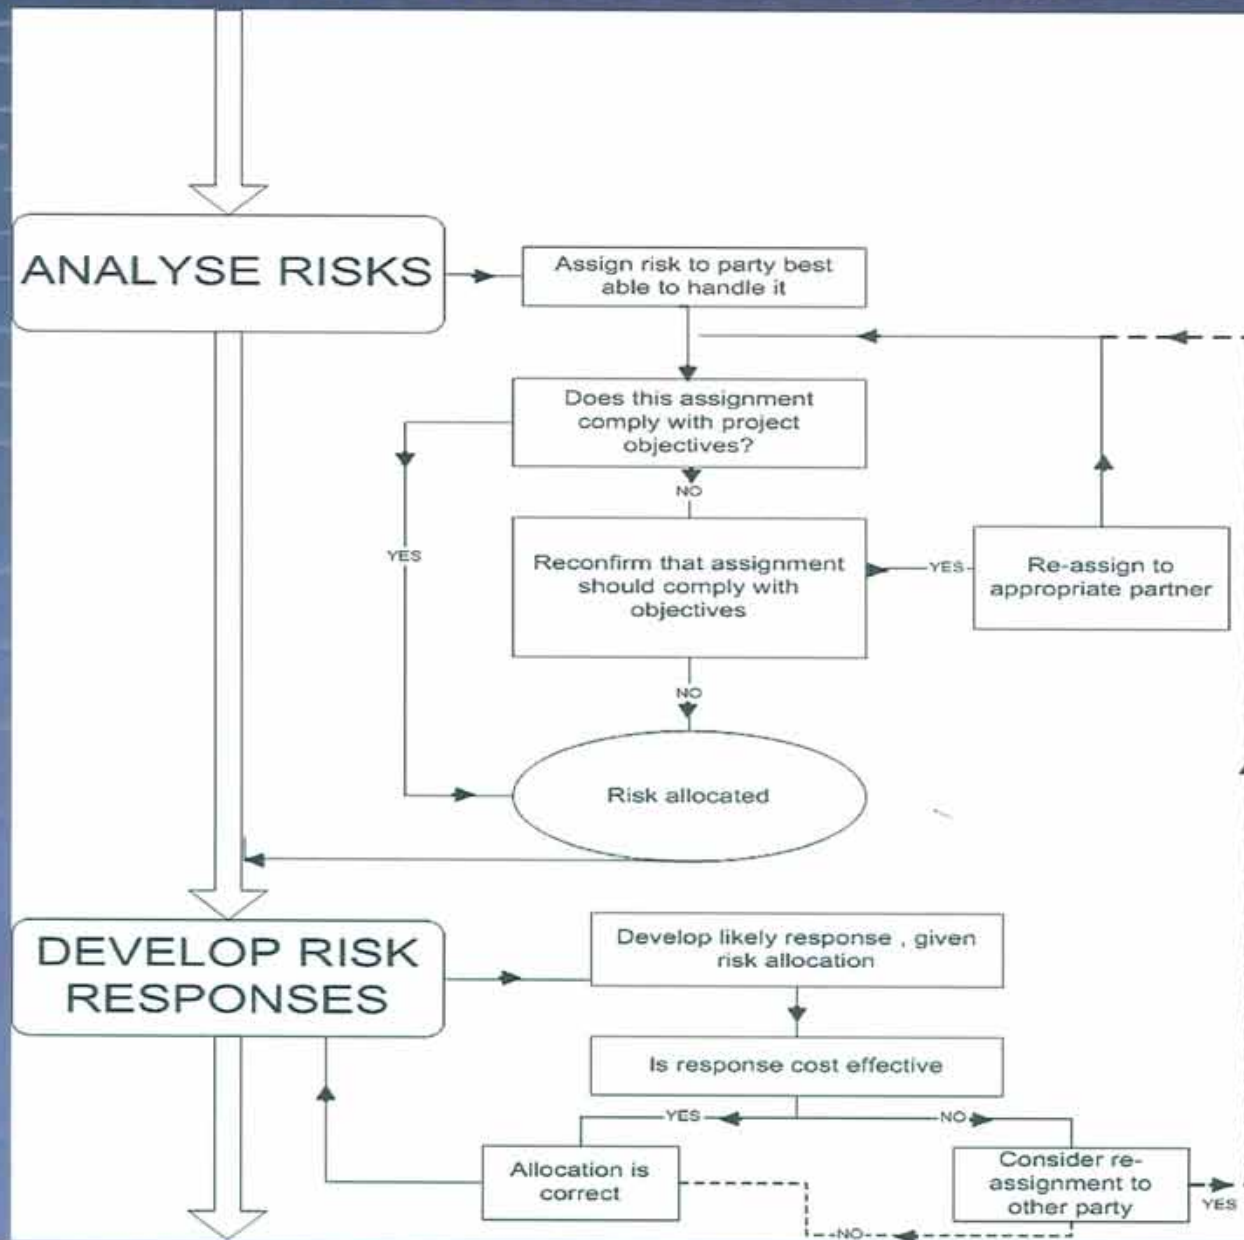 ANALYSE RISKS
Assign risk to party best
able to handle it
Does this assignment
comply with project
objectives?
NO
YES
Reconfirm that assignment
should comply with
objectives
YES
Re-assign to
appropriate partner
NO
Risk allocated
DEVELOP RISK
RESPONSES
Develop likely response , given
risk allocation
Is response cost effective
YES
NO
Allocation is
correct
Consider re-
assignment to
other party
YES
NO